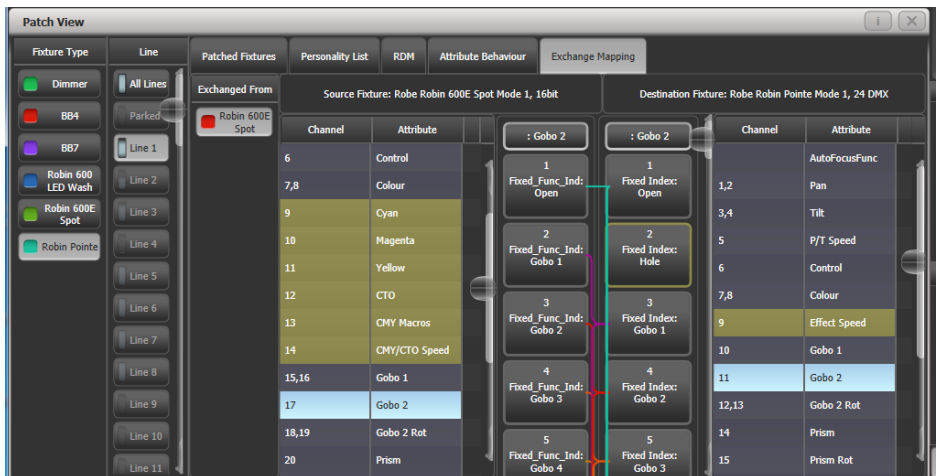 Patch View
i
X
Fixture Type
Line
Patched Fixtures
Personality List
RDM
Attribute Behaviour
Exchange Mapping
Dimmer
BB4
BB7
Robin 600
LED Wash
Robin 600E
Spot
Robin Pointe
All Lines
Parked
Line 1
Line 2
Line 3
Line 4
Line 5
Line 6
Line 7
Line 8
Line 9
Line 10
Line 11
Exchanged From
Robin 600E
Spot
Source Fixture: Robe Robin 600E Spot Mode 1, 16bit
Destination Fixture: Robe Robin Pointe Mode 1, 24 DMX
Channel Attribute
6 Control
7,8 Colour
9 Cyan
10 Magenta
11 Yellow
12 CTO
13 CMY Macros
14 CMY/CTO Speed
15,16 Gobo 1
17 Gobo 2
18,19 Gobo 2 Rot
20 Prism
: Gobo 2
1
Fixed_Func_Ind:
Open
2
Fixed_Func_Ind:
Gobo 1
3
Fixed_Func_Ind:
Gobo 2
4
Fixed_Func_Ind:
Gobo 3
5
Fixed_Func_Ind:
Gobo 4
: Gobo 2
1
Fixed Index:
Open
2
Fixed Index:
Hole
3
Fixed Index:
Gobo 1
4
Fixed Index:
Gobo 2
5
Fixed Index:
Gobo 3
Channel Attribute
AutoFocusFunc
1,2 Pan
3,4 Tilt
5 P/T Speed
6 Control
7,8 Colour
9 Effect Speed
10 Gobo 1
11 Gobo 2
12,13 Gobo 2 Rot
14 Prism
15 Prism Rot